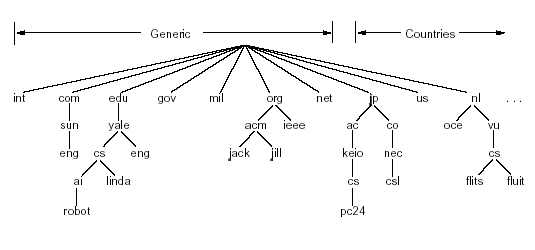 Generic Countries
int com edu gov mil org net jp us nl . . .
sun yale acm ieee ac co oce vu
eng cs eng jack jill keio nec cs
ai linda cs csl flits fluit
robot pc24